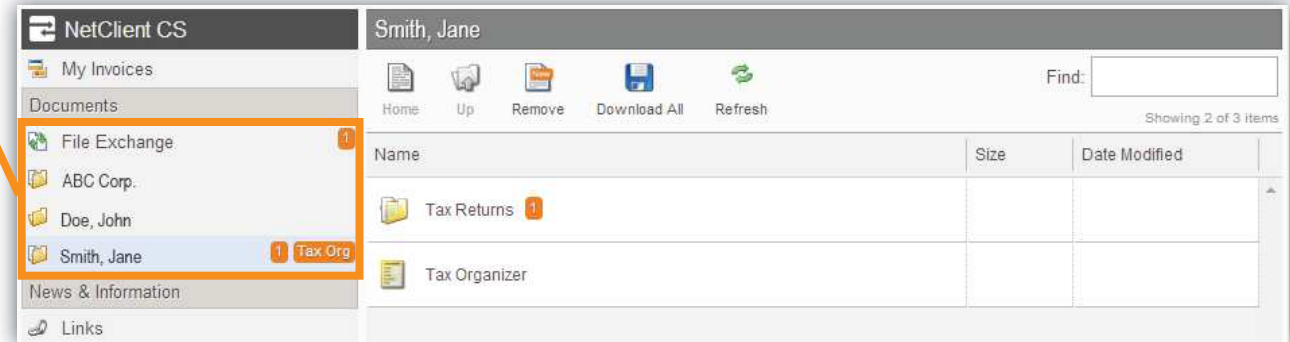 NetClient CS
My Invoices
Documents
File Exchange 1
ABC Corp.
Doe, John
Smith, Jane 1 Tax Org
News & Information
Links
Smith, Jane
Home Up New Remove Download All Refresh
Find:
Showing 2 of 3 items
Name Size Date Modified
Tax Returns 1
Tax Organizer